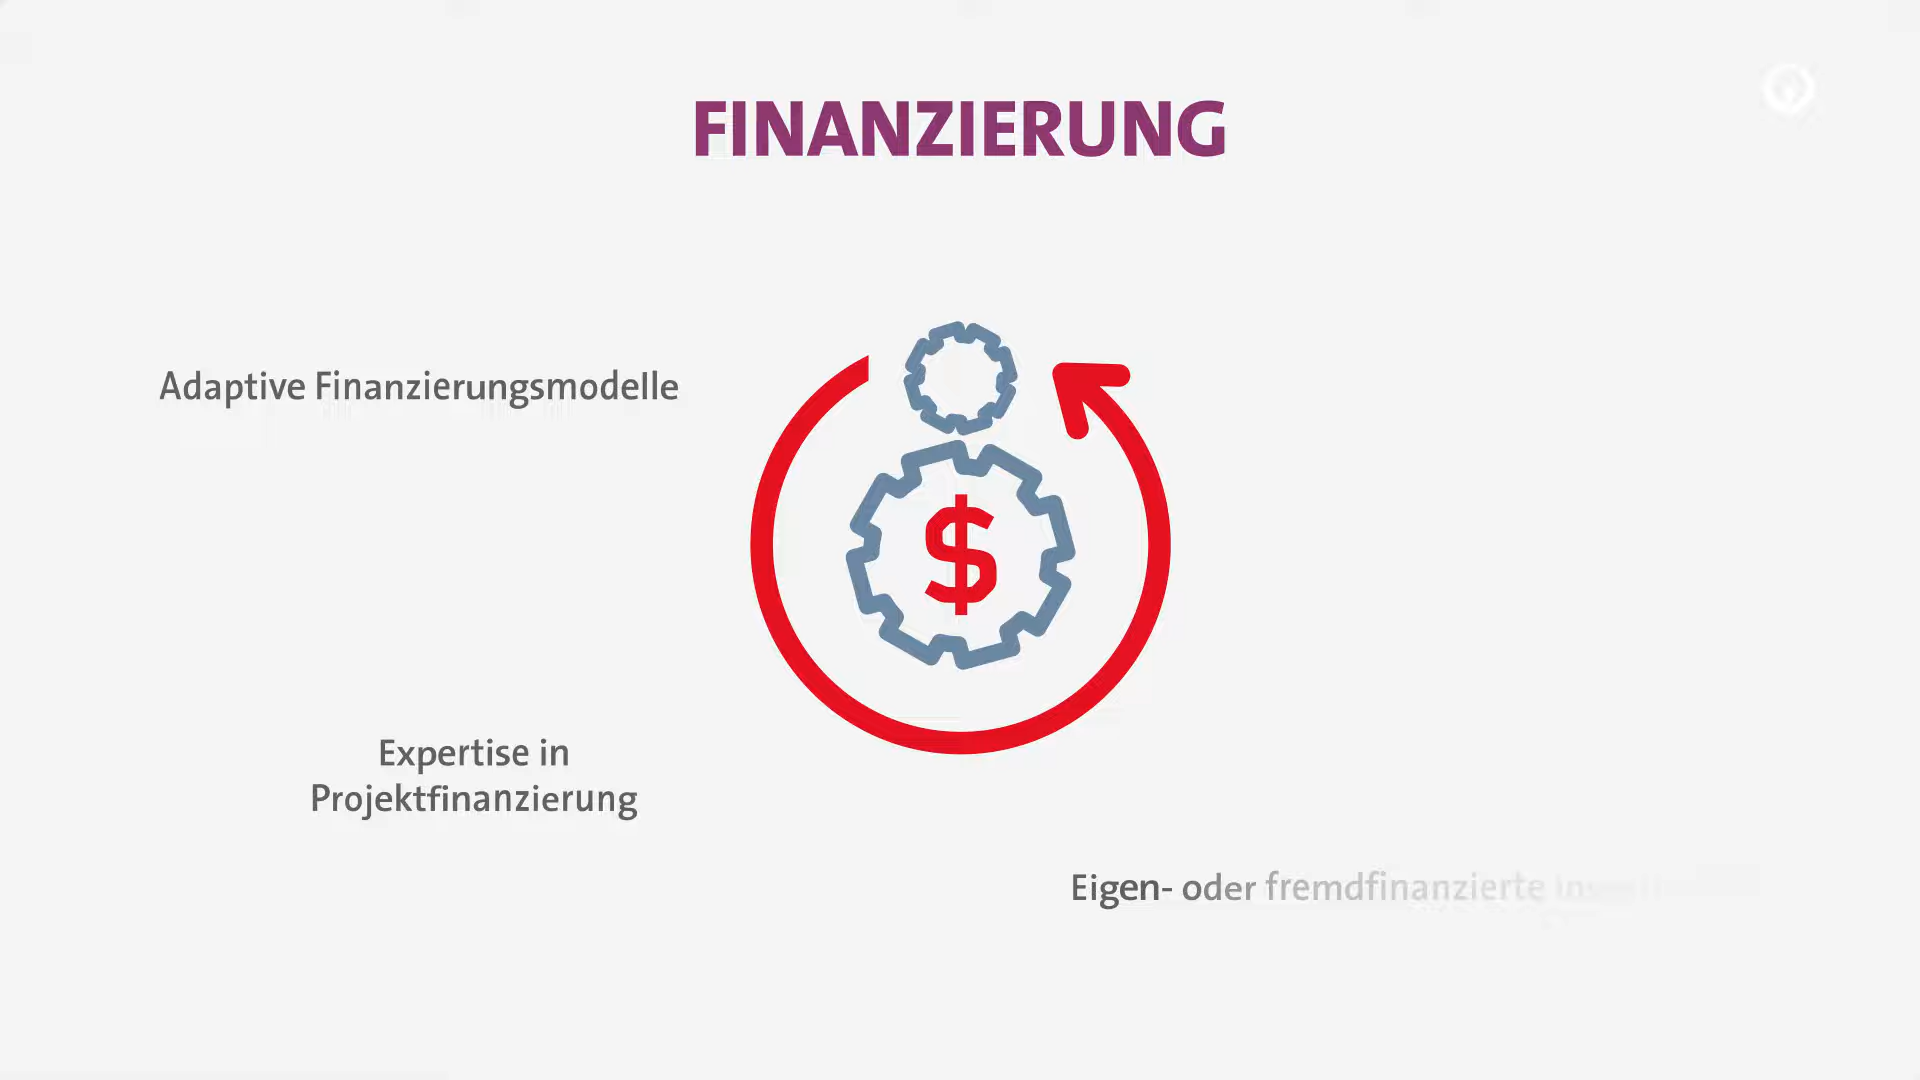 FINANZIERUNG
Adaptive Finanzierungsmodelle
$
Expertise in
Projektfinanzierung
Eigen- oder fremdfinanzierte